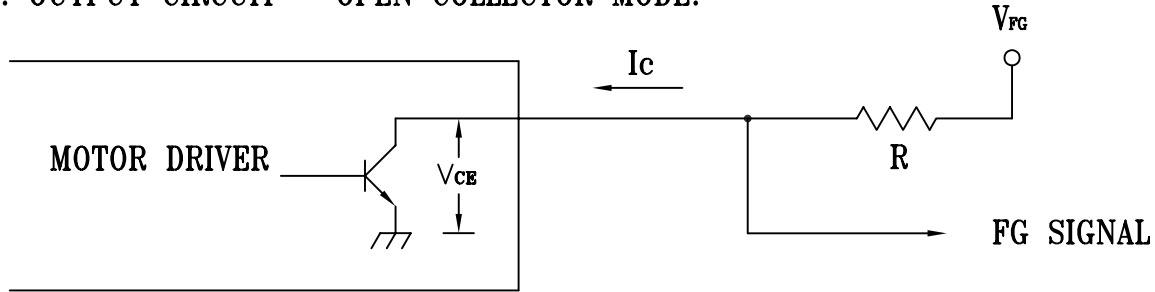 OUTPUT CIRCUIT - OPEN COLLECTOR MODE:
VFG
Ic
MOTOR DRIVER
VCE
R
FG SIGNAL